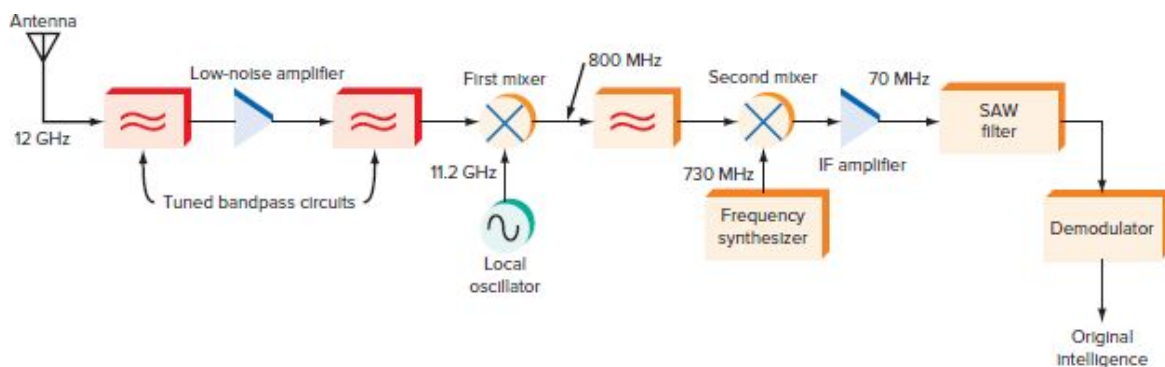 Antenna
12 GHz
Low-noise amplifier
Tuned bandpass circuits
First mixer
800 MHz
11.2 GHz
Local
oscillator
Second mixer
730 MHz
Frequency
synthesizer
70 MHz
IF amplifier
SAW
filter
Demodulator
Original
intelligence